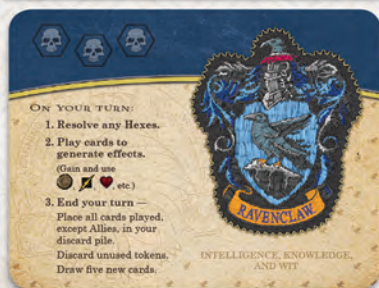 ON YOUR TURN:
1. Resolve any Hexes.
2. Play cards to
generate effects.
(Gain and use
, etc.)
3. End your turn —
Place all cards played,
except Allies, in your
discard pile.
Discard unused tokens.
Draw five new cards.
RAVENCLAW
INTELLIGENCE, KNOWLEDGE,
AND WIT